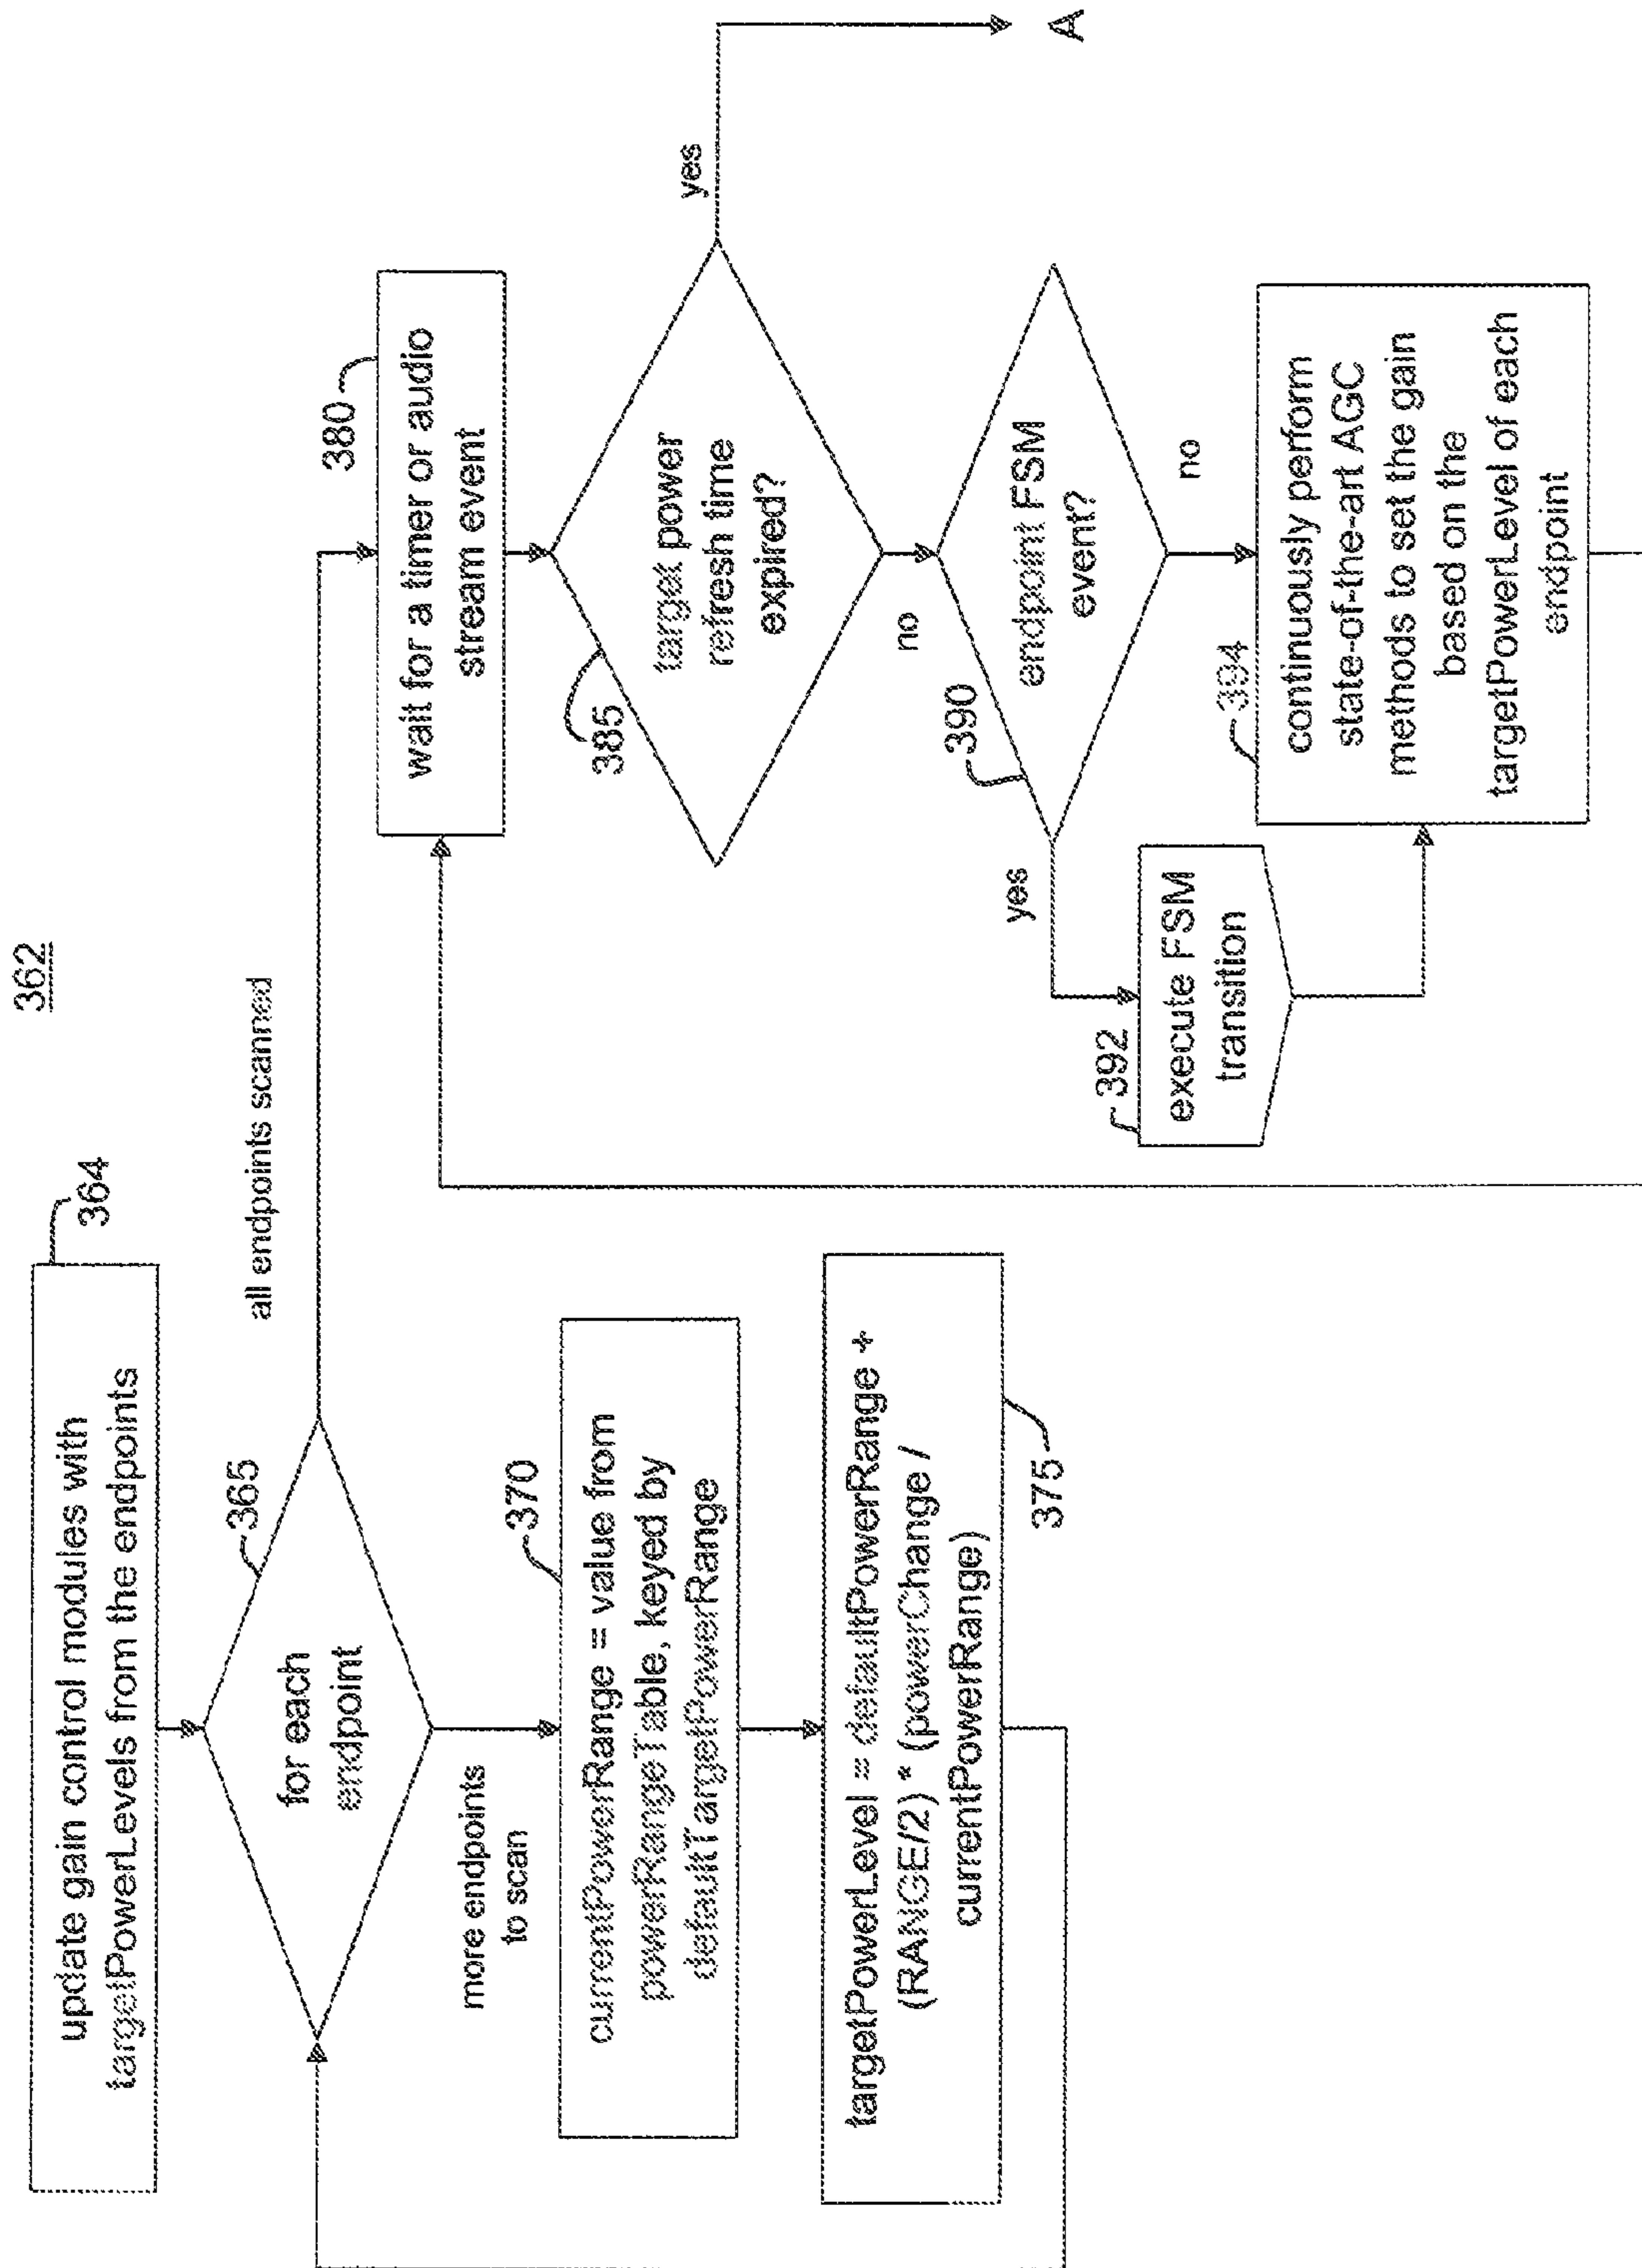 362
364
update gain control modules with
targetPowerLevels from the endpoints
365
for each
endpoint
all endpoints scanned
more endpoints
to scan
370
currentPowerRange = value from
powerRangeTable, keyed by
defaultTargetPowerRange
targetPowerLevel = defaultPowerRange +
(RANGE/2) * (powerChange /
currentPowerRange)
375
380
wait for a timer or audio
stream event
385
target power
refresh time
expired?
yes
A
no
390
endpoint FSM
event?
yes
no
392
execute FSM
transition
394
continuously perform
state-of-the-art AGC
methods to set the gain
based on the
targetPowerLevel of each
endpoint